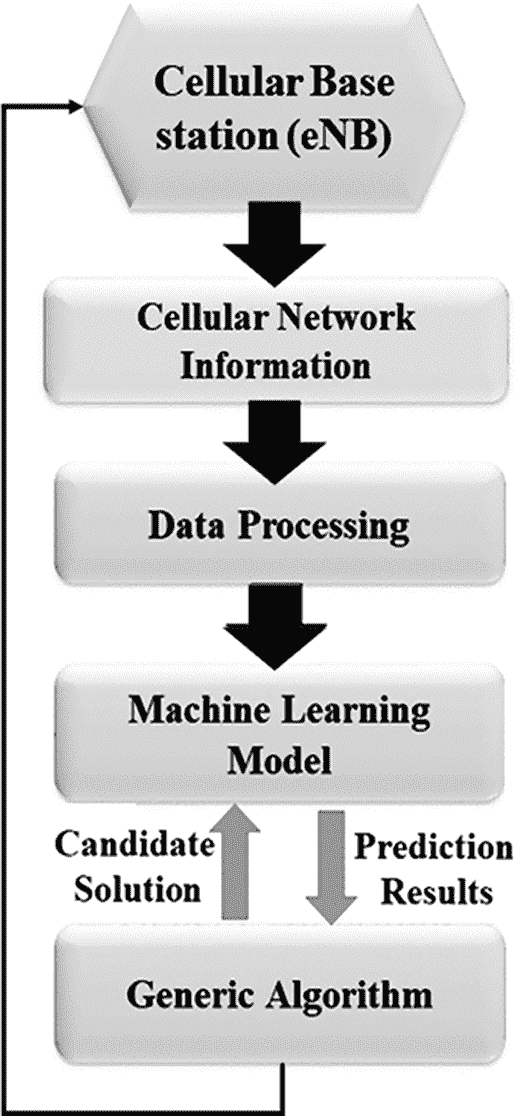 Cellular Base
station (eNB)
Cellular Network
Information
Data Processing
Machine Learning
Model
Candidate
Solution
Prediction
Results
Generic Algorithm